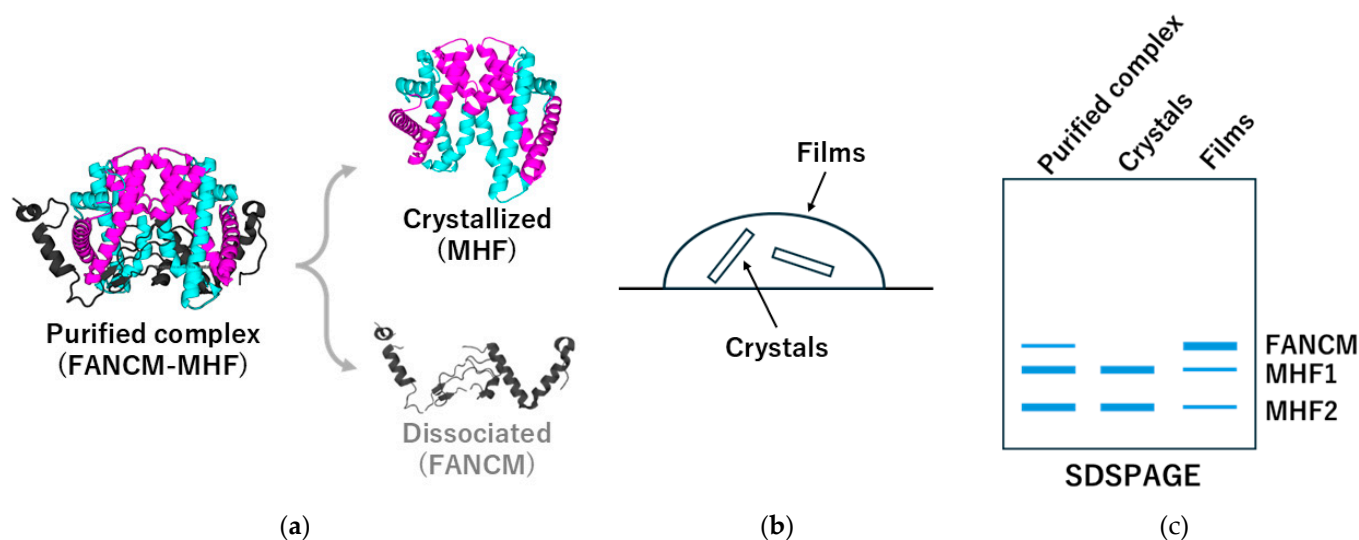 Purified complex
(FANCM-MHF)
Crystallized
(MHF)
Dissociated
(FANCM)
(a)
Films
Crystals
(b)
Purified complex
Crystals
Films
FANCM
MHF1
MHF2
SDSPAGE
(c)